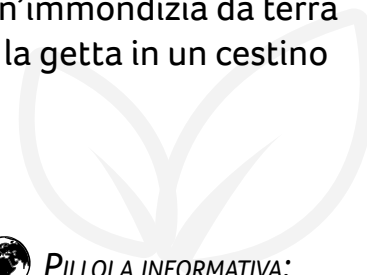 n'immondizia da terra
la getta in un cestino
PILLOLA INFORMATIVA: